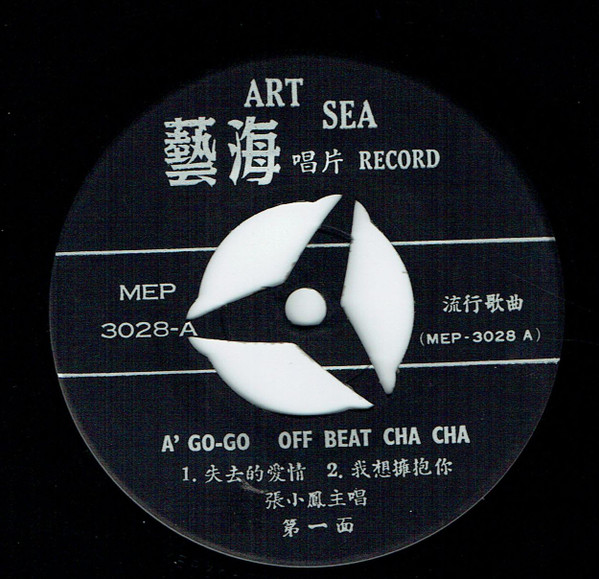 ART
SEA
藝海 唱片 RECORD
MEP
3028-A
流行歌曲
(MEP-3028 A)
A' GO-GO OFF BEAT CHA CHA
1. 失去的愛情 2. 我想擁抱你
張小鳳主唱
第一面